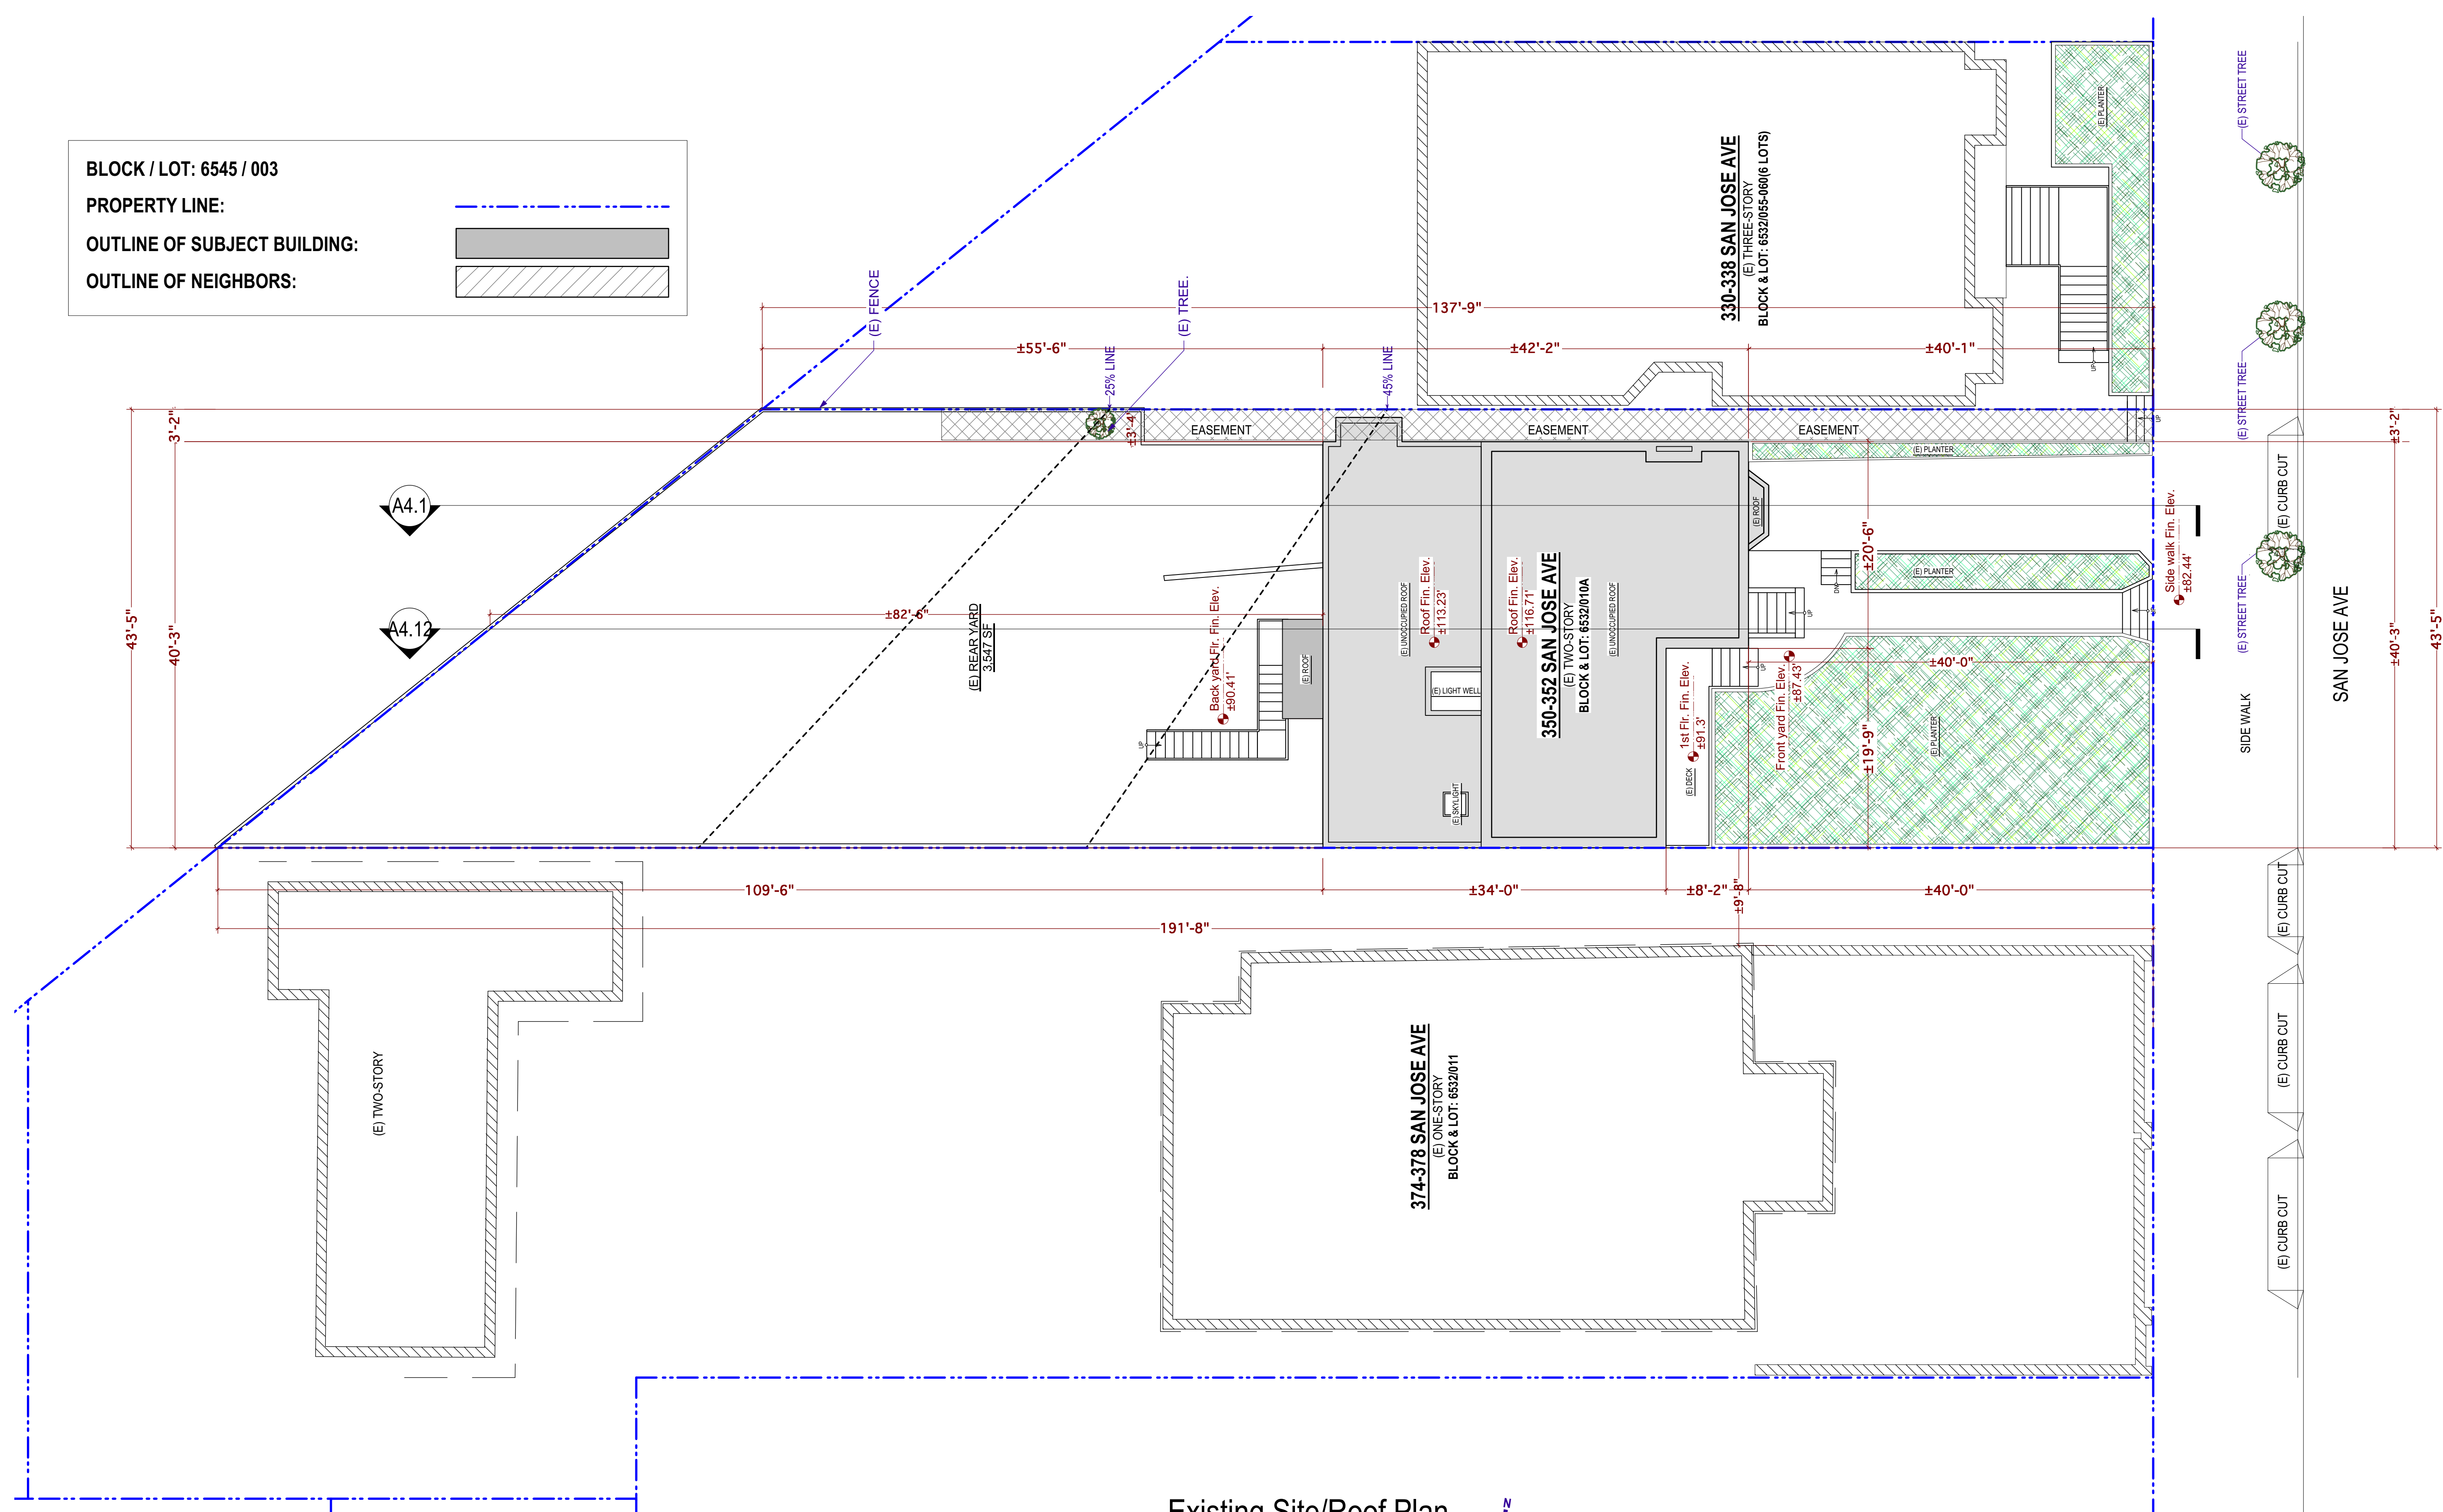 BLOCK / LOT: 6545 / 003
PROPERTY LINE:
OUTLINE OF SUBJECT BUILDING:
OUTLINE OF NEIGHBORS:
(E) FENCE
(E) TREE.
25% LINE
45% LINE
137'-9"
±55'-6"
±42'-2"
±40'-1"
330-338 SAN JOSE AVE
(E) THREE-STORY
BLOCK & LOT: 6532/055-060(6 LOTS)
(E) PLANTER
UP
(E) STREET TREE
(E) STREET TREE
(E) STREET TREE
3'-2"
43'-5"
40'-3"
±3'-4"
EASEMENT
EASEMENT
EASEMENT
UP
(E) PLANTER
±3'-2"
±40'-3"
43'-5"
A4.1
A4.12
±82'-6"
(E) REAR YARD
3,547 SF
Back yard Flr. Fin. Elev.
±90.41'
UP
(E) ROOF
(E) UNOCCUPIED ROOF
Roof Fin. Elev.
±113.23'
(E) LIGHT WELL
(E) SKYLIGHT
Roof Fin. Elev.
±116.71'
350-352 SAN JOSE AVE
(E) TWO-STORY
BLOCK & LOT: 6532/010A
(E) UNOCCUPIED ROOF
(E) ROOF
±20'-6"
DN
(E) PLANTER
UP
UP
UP
±40'-0"
1st Flr. Fin. Elev.
±91.3'
(E) DECK
Front yard Fin. Elev.
±87.43'
±19'-9"
(E) PLANTER
Side walk Fin. Elev.
±82.44'
(E) CURB CUT
SIDE WALK
SAN JOSE AVE
109'-6"
±34'-0"
±8'-2"
±9'-8"
±40'-0"
191'-8"
(E) CURB CUT
(E) CURB CUT
(E) CURB CUT
(E) TWO-STORY
374-378 SAN JOSE AVE
(E) ONE-STORY
BLOCK & LOT: 6532/011
Existing Site/Roof Plan
N